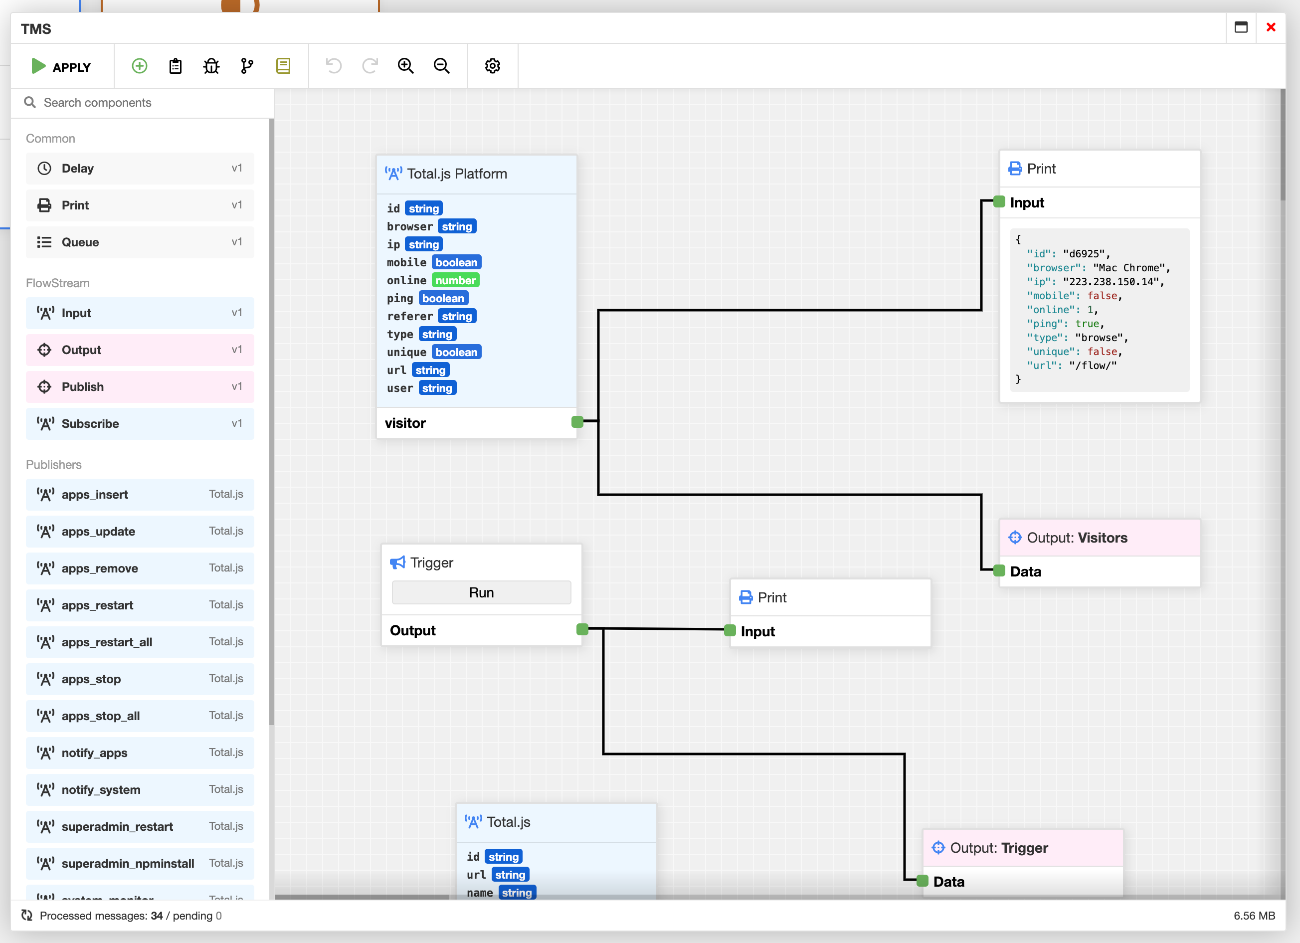 TMS
APPLY
Search components
Common
Delay v1
Print v1
Queue v1
FlowStream
Input v1
Output v1
Publish v1
Subscribe v1
Publishers
apps_insert Total.js
apps_update Total.js
apps_remove Total.js
apps_restart Total.js
apps_restart_all Total.js
apps_stop Total.js
apps_stop_all Total.js
notify_apps Total.js
notify_system Total.js
superadmin_restart Total.js
superadmin_npminstall Total.js
system_monitor Total.js
Total.js Platform
id string
browser string
ip string
mobile boolean
online number
ping boolean
referer string
type string
unique boolean
url string
user string
visitor
Print
Input
{
"id": "d6925",
"browser": "Mac Chrome",
"ip": "223.238.150.14",
"mobile": false,
"online": 1,
"ping": true,
"type": "browse",
"unique": false,
"url": "/flow/"
}
Output: Visitors
Data
Trigger
Run
Output
Print
Input
Total.js
id string
url string
name string
Output: Trigger
Data
Processed messages: 34 / pending 0
6.56 MB